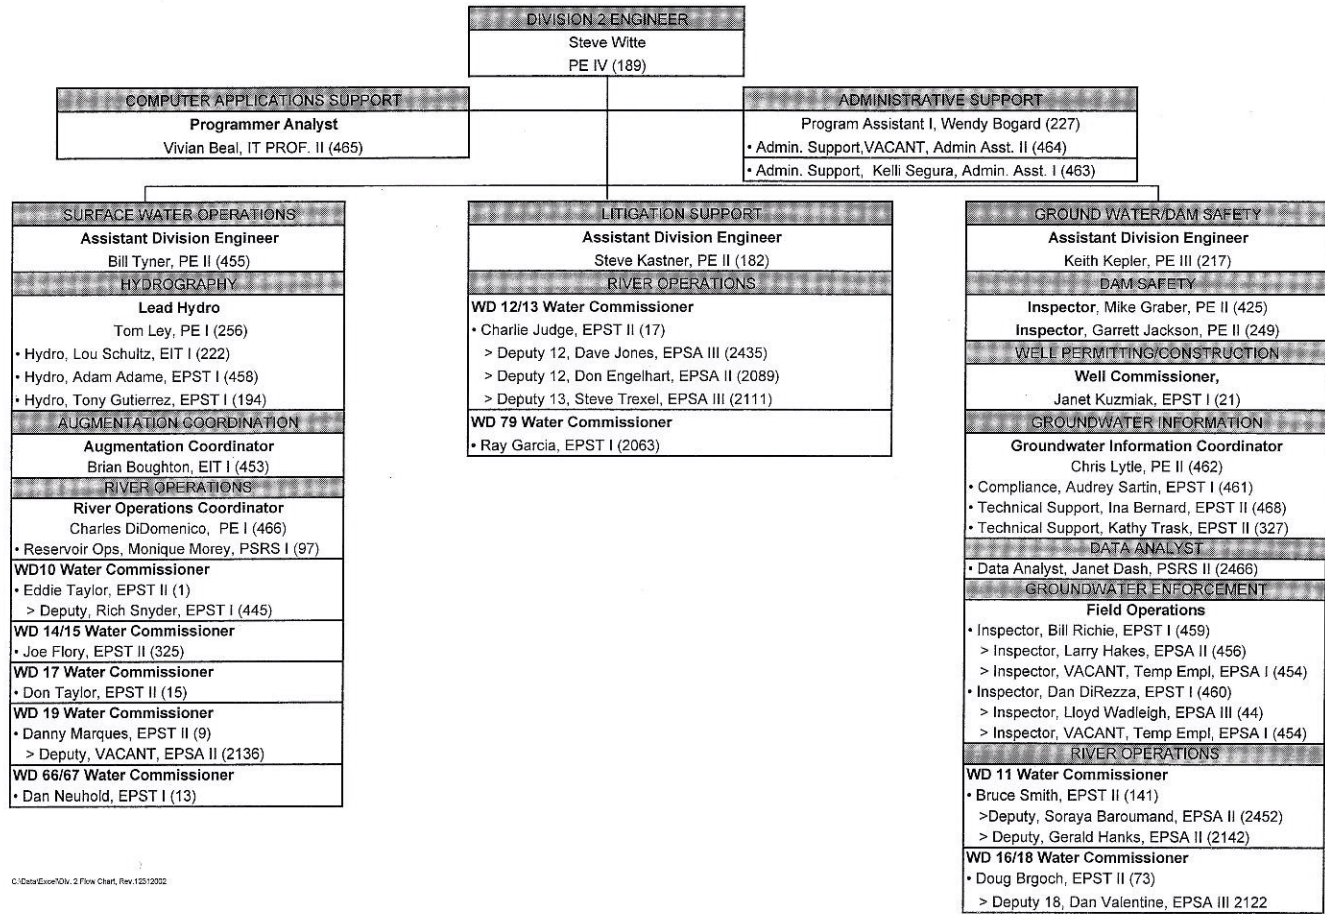 DIVISION 2 ENGINEER
Steve Witte
PE IV (189)
COMPUTER APPLICATIONS SUPPORT
Programmer Analyst
Vivian Beal, IT PROF. II (465)
ADMINISTRATIVE SUPPORT
Program Assistant I, Wendy Bogard (227)
• Admin. Support,VACANT, Admin Asst. II (464)
• Admin. Support, Kelli Segura, Admin. Asst. I (463)
SURFACE WATER OPERATIONS
Assistant Division Engineer
Bill Tyner, PE II (455)
HYDROGRAPHY
Lead Hydro
Tom Ley, PE I (256)
• Hydro, Lou Schultz, EIT I (222)
• Hydro, Adam Adame, EPST I (458)
• Hydro, Tony Gutierrez, EPST I (194)
AUGMENTATION COORDINATION
Augmentation Coordinator
Brian Boughton, EIT I (453)
RIVER OPERATIONS
River Operations Coordinator
Charles DiDomenico, PE I (466)
• Reservoir Ops, Monique Morey, PSRS I (97)
WD10 Water Commissioner
• Eddie Taylor, EPST II (1)
> Deputy, Rich Snyder, EPST I (445)
WD 14/15 Water Commissioner
• Joe Flory, EPST II (325)
WD 17 Water Commissioner
• Don Taylor, EPST II (15)
WD 19 Water Commissioner
• Danny Marques, EPST II (9)
> Deputy, VACANT, EPSA II (2136)
WD 66/67 Water Commissioner
• Dan Neuhold, EPST I (13)
LITIGATION SUPPORT
Assistant Division Engineer
Steve Kastner, PE II (182)
RIVER OPERATIONS
WD 12/13 Water Commissioner
• Charlie Judge, EPST II (17)
> Deputy 12, Dave Jones, EPSA III (2435)
> Deputy 12, Don Engelhart, EPSA II (2089)
> Deputy 13, Steve Trexel, EPSA III (2111)
WD 79 Water Commissioner
• Ray Garcia, EPST I (2063)
GROUND WATER/DAM SAFETY
Assistant Division Engineer
Keith Kepler, PE III (217)
DAM SAFETY
Inspector, Mike Graber, PE II (425)
Inspector, Garrett Jackson, PE II (249)
WELL PERMITTING/CONSTRUCTION
Well Commissioner,
Janet Kuzmiak, EPST I (21)
GROUNDWATER INFORMATION
Groundwater Information Coordinator
Chris Lytle, PE II (462)
• Compliance, Audrey Sartin, EPST I (461)
• Technical Support, Ina Bernard, EPST II (468)
• Technical Support, Kathy Trask, EPST II (327)
DATA ANALYST
• Data Analyst, Janet Dash, PSRS II (2466)
GROUNDWATER ENFORCEMENT
Field Operations
• Inspector, Bill Richie, EPST I (459)
> Inspector, Larry Hakes, EPSA II (456)
> Inspector, VACANT, Temp Empl, EPSA I (454)
• Inspector, Dan DiRezza, EPST I (460)
> Inspector, Lloyd Wadleigh, EPSA III (44)
> Inspector, VACANT, Temp Empl, EPSA I (454)
RIVER OPERATIONS
WD 11 Water Commissioner
• Bruce Smith, EPST II (141)
>Deputy, Soraya Baroumand, EPSA II (2452)
> Deputy, Gerald Hanks, EPSA II (2142)
WD 16/18 Water Commissioner
• Doug Brgoch, EPST II (73)
> Deputy 18, Dan Valentine, EPSA III 2122
C:\Data\Excel\Div. 2 Flow Chart, Rev.12312002